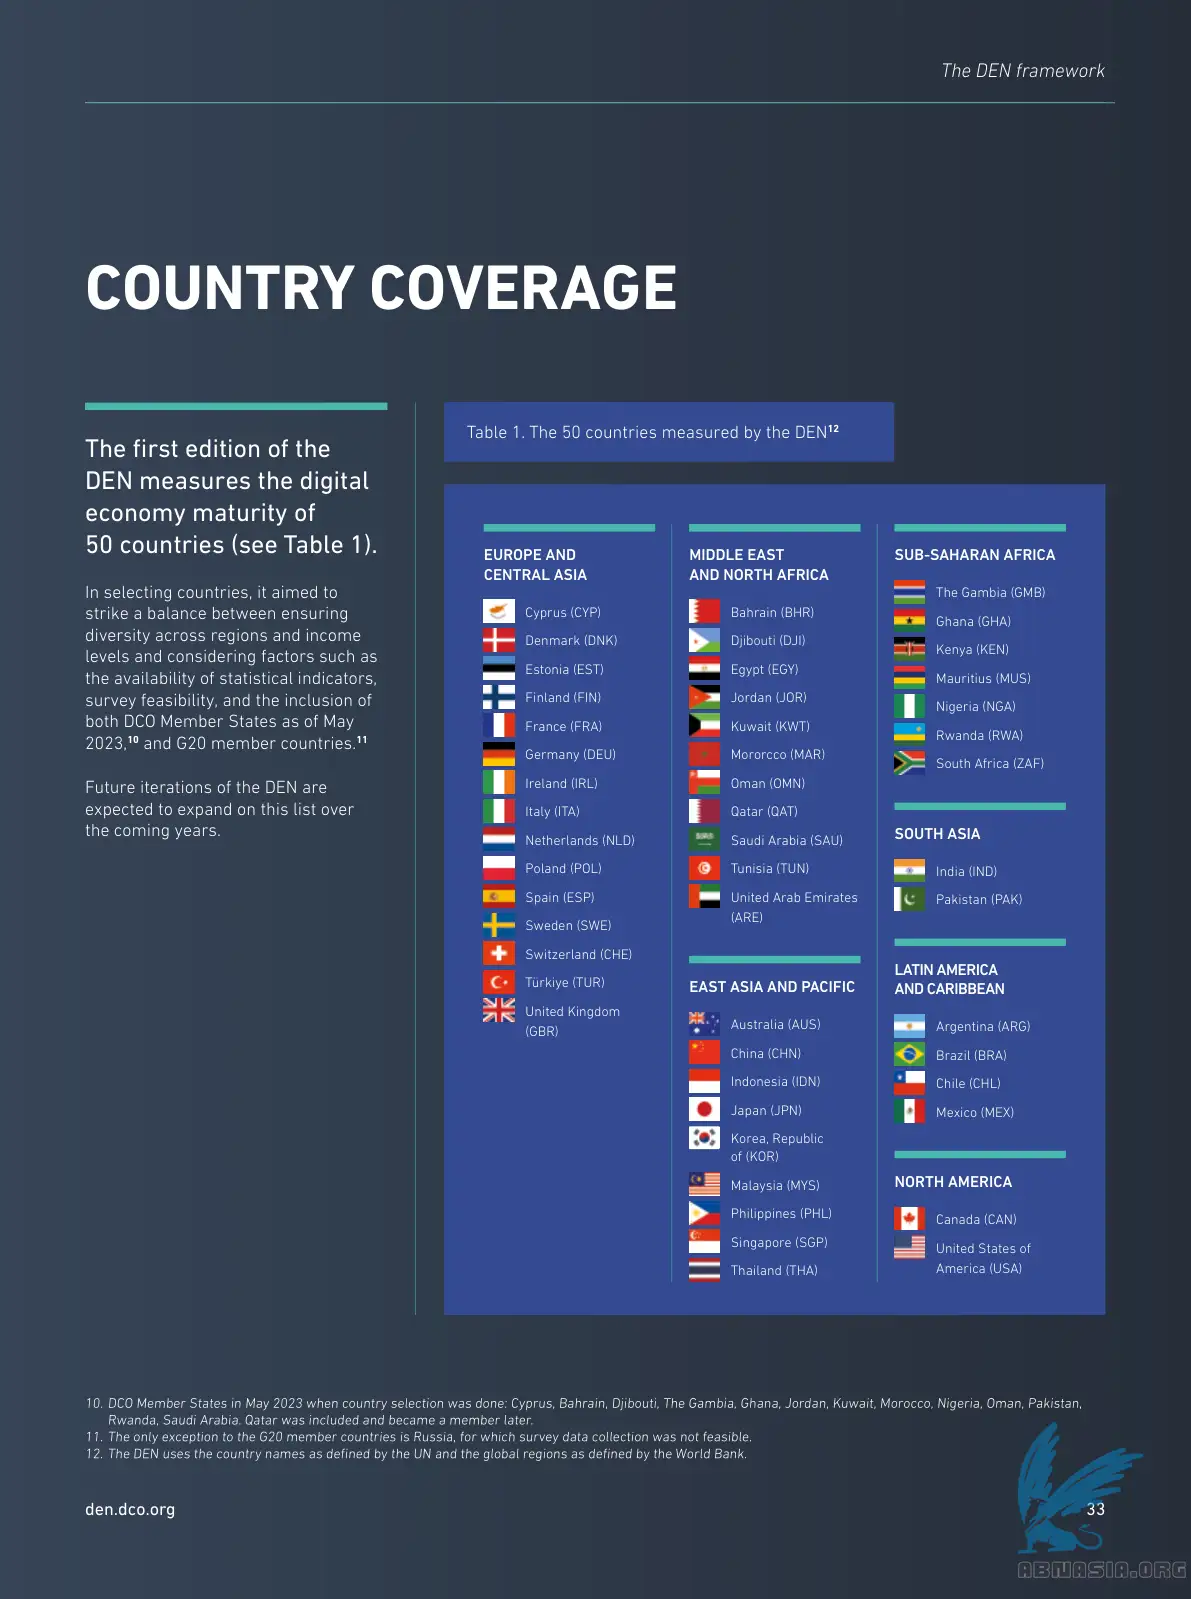 The DEN framework
COUNTRY COVERAGE
The first edition of the
DEN measures the digital
economy maturity of
50 countries (see Table 1).
In selecting countries, it aimed to
strike a balance between ensuring
diversity across regions and income
levels and considering factors such as
the availability of statistical indicators,
survey feasibility, and the inclusion of
both DCO Member States as of May
2023,¹⁰ and G20 member countries.¹¹
Future iterations of the DEN are
expected to expand on this list over
the coming years.
Table 1. The 50 countries measured by the DEN¹²
EUROPE AND
CENTRAL ASIA
Cyprus (CYP)
Denmark (DNK)
Estonia (EST)
Finland (FIN)
France (FRA)
Germany (DEU)
Ireland (IRL)
Italy (ITA)
Netherlands (NLD)
Poland (POL)
Spain (ESP)
Sweden (SWE)
Switzerland (CHE)
Türkiye (TUR)
United Kingdom
(GBR)
MIDDLE EAST
AND NORTH AFRICA
Bahrain (BHR)
Djibouti (DJI)
Egypt (EGY)
Jordan (JOR)
Kuwait (KWT)
Mororcco (MAR)
Oman (OMN)
Qatar (QAT)
Saudi Arabia (SAU)
Tunisia (TUN)
United Arab Emirates
(ARE)
EAST ASIA AND PACIFIC
Australia (AUS)
China (CHN)
Indonesia (IDN)
Japan (JPN)
Korea, Republic
of (KOR)
Malaysia (MYS)
Philippines (PHL)
Singapore (SGP)
Thailand (THA)
SUB-SAHARAN AFRICA
The Gambia (GMB)
Ghana (GHA)
Kenya (KEN)
Mauritius (MUS)
Nigeria (NGA)
Rwanda (RWA)
South Africa (ZAF)
SOUTH ASIA
India (IND)
Pakistan (PAK)
LATIN AMERICA
AND CARIBBEAN
Argentina (ARG)
Brazil (BRA)
Chile (CHL)
Mexico (MEX)
NORTH AMERICA
Canada (CAN)
United States of
America (USA)
10. DCO Member States in May 2023 when country selection was done: Cyprus, Bahrain, Djibouti, The Gambia, Ghana, Jordan, Kuwait, Morocco, Nigeria, Oman, Pakistan,
Rwanda, Saudi Arabia. Qatar was included and became a member later.
11. The only exception to the G20 member countries is Russia, for which survey data collection was not feasible.
12. The DEN uses the country names as defined by the UN and the global regions as defined by the World Bank.
den.dco.org
33
ABNASIA.ORG